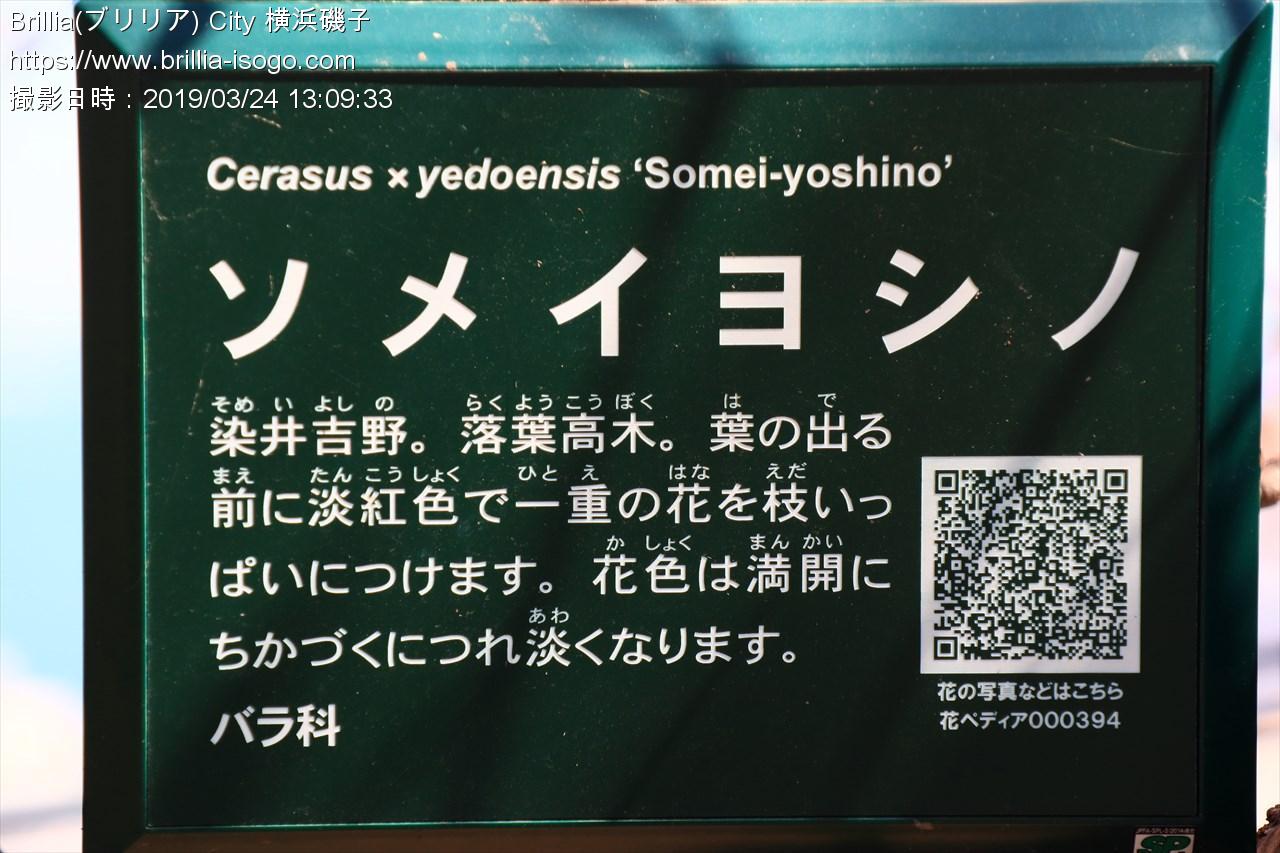 Brillia(ブリリア) City 横浜磯子
https://www.brillia-isogo.com
撮影日時：2019/03/24 13:09:33
Cerasus × yedoensis ‘Somei-yoshino’
ソメイヨシノ
そめ い よし の らく よう こう ぼく は で
染井吉野。落葉高木。葉の出る
まえ たん こう しょく ひと え はな えだ
前に淡紅色で一重の花を枝いっ
か しょく まん かい
ぱいにつけます。花色は満開に
あわ
ちかづくにつれ淡くなります。
バラ科
花の写真などはこちら
花ペディア000394
SP